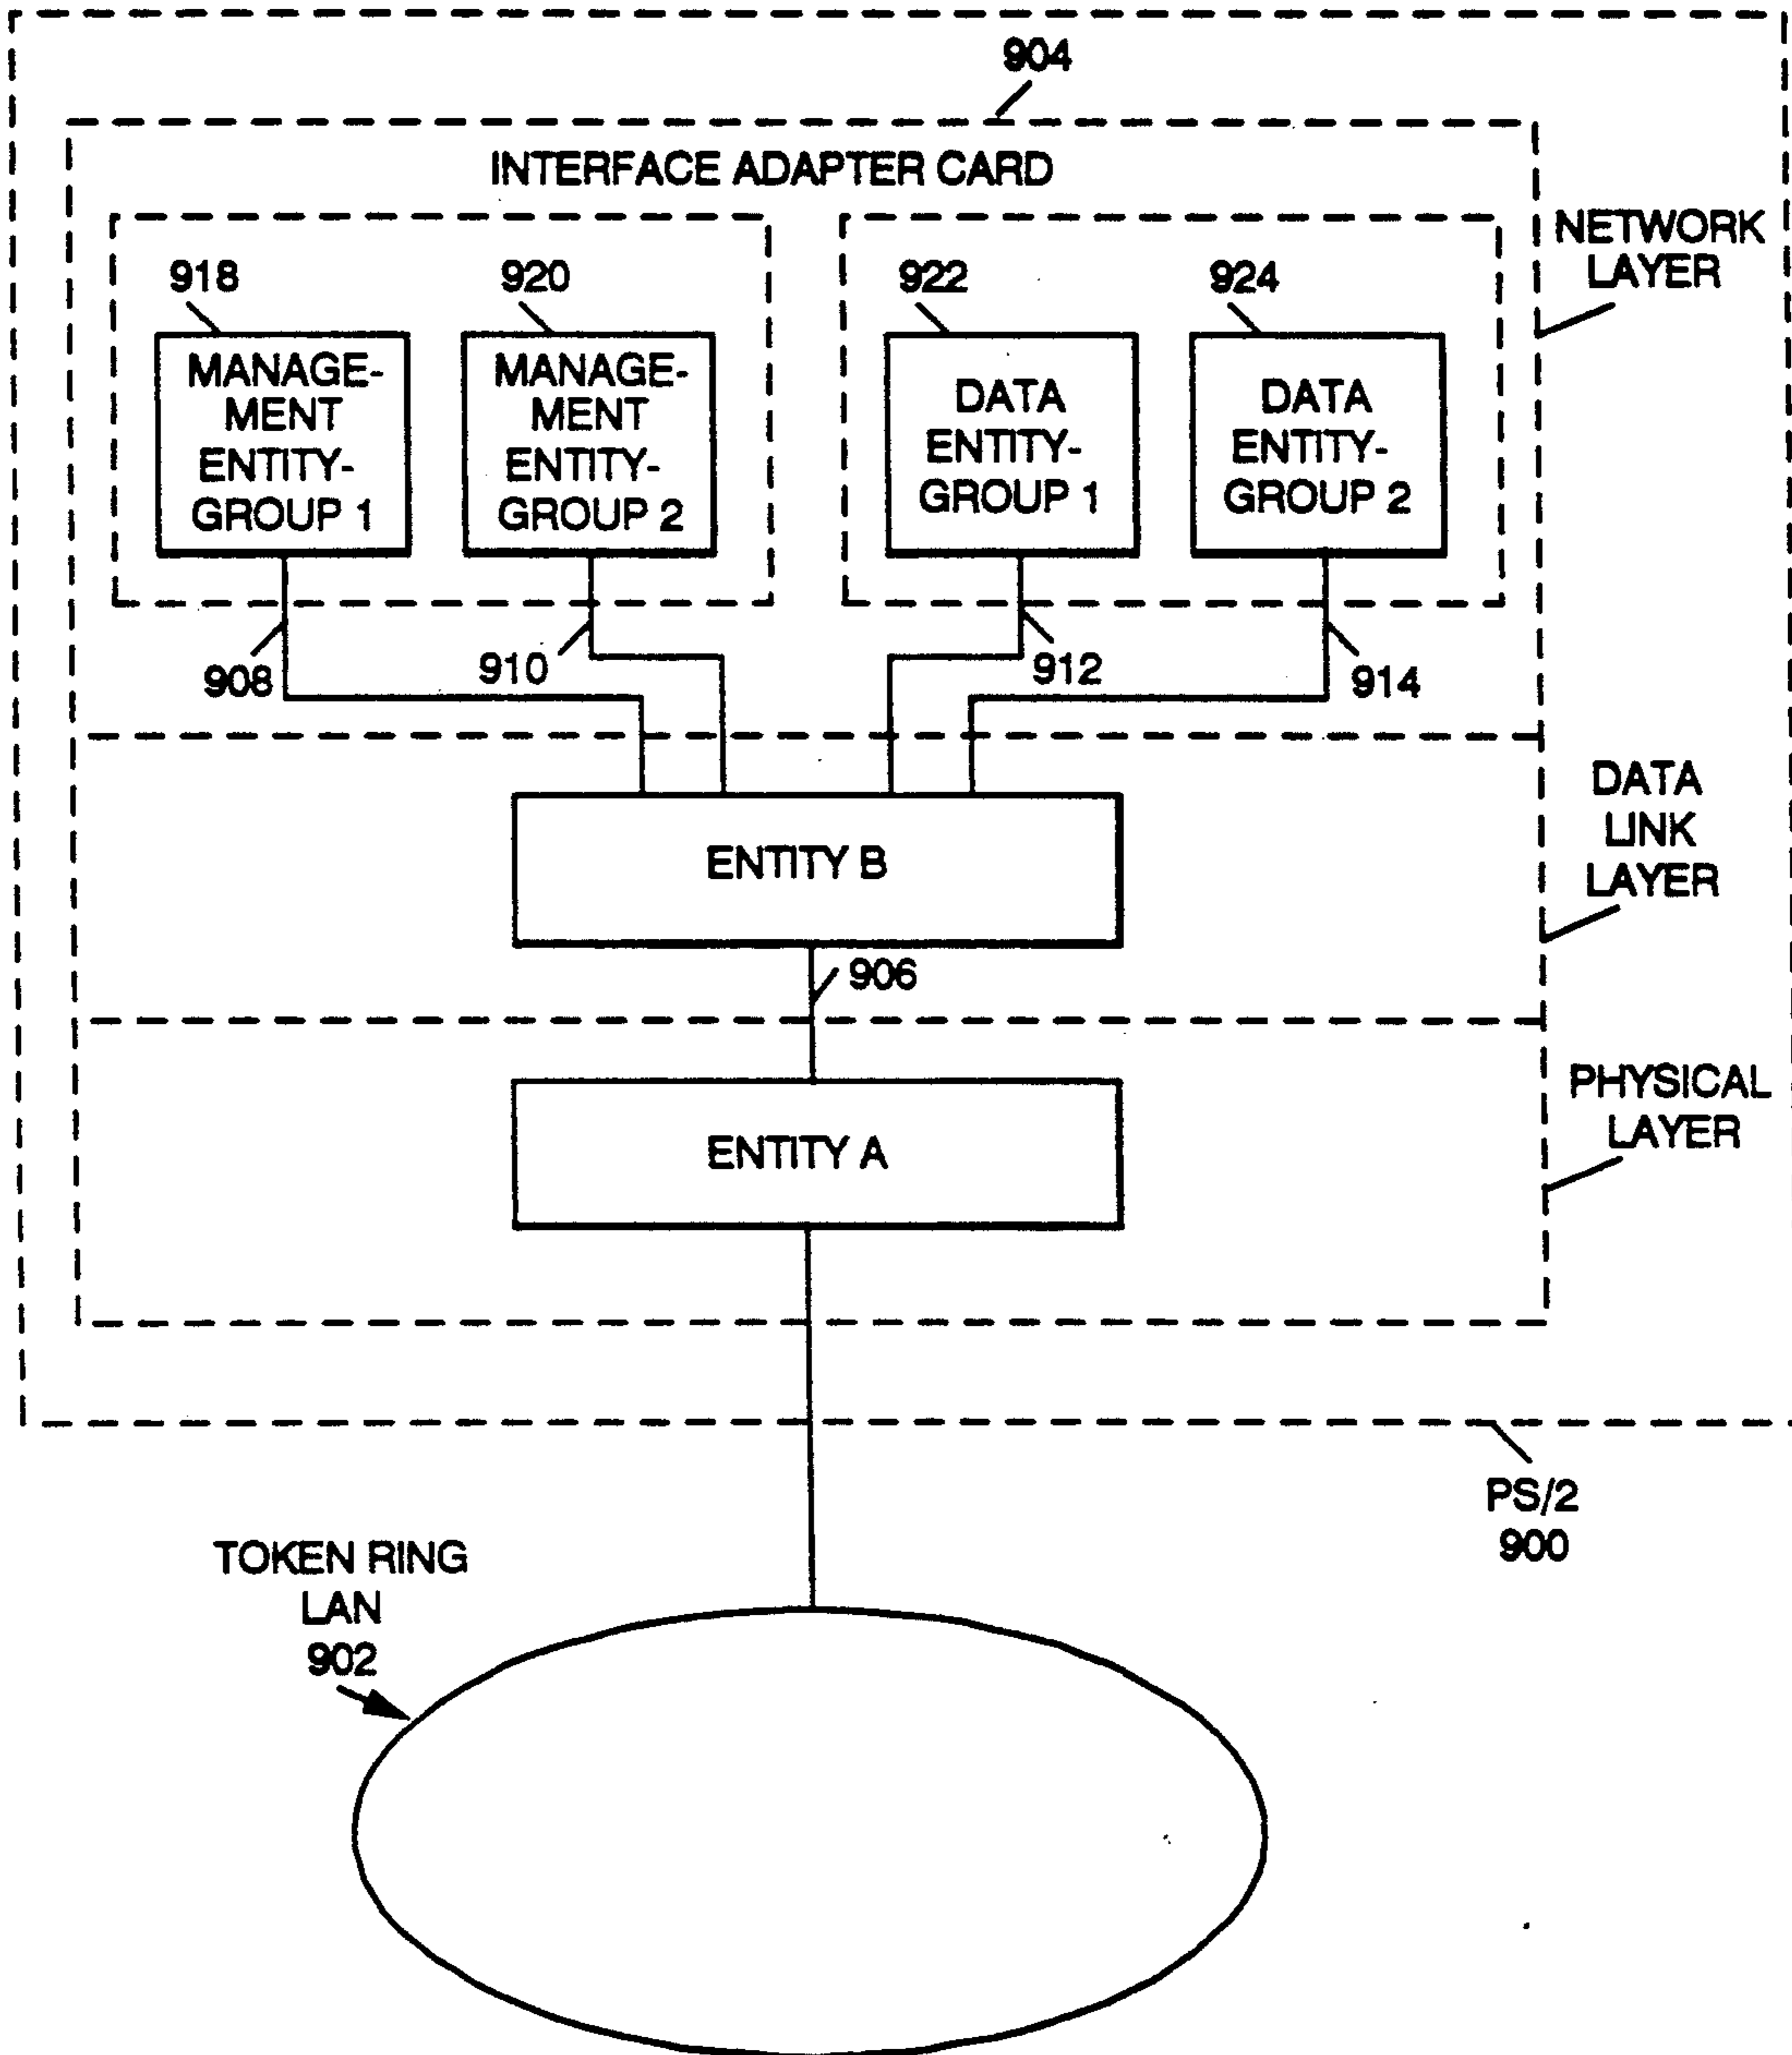 904
INTERFACE ADAPTER CARD
NETWORK
LAYER
918
920
922
924
MANAGE-
MENT
ENTITY-
GROUP 1
MANAGE-
MENT
ENTITY-
GROUP 2
DATA
ENTITY-
GROUP 1
DATA
ENTITY-
GROUP 2
908
910
912
914
DATA
LINK
LAYER
ENTITY B
906
PHYSICAL
LAYER
ENTITY A
PS/2
900
TOKEN RING
LAN
902